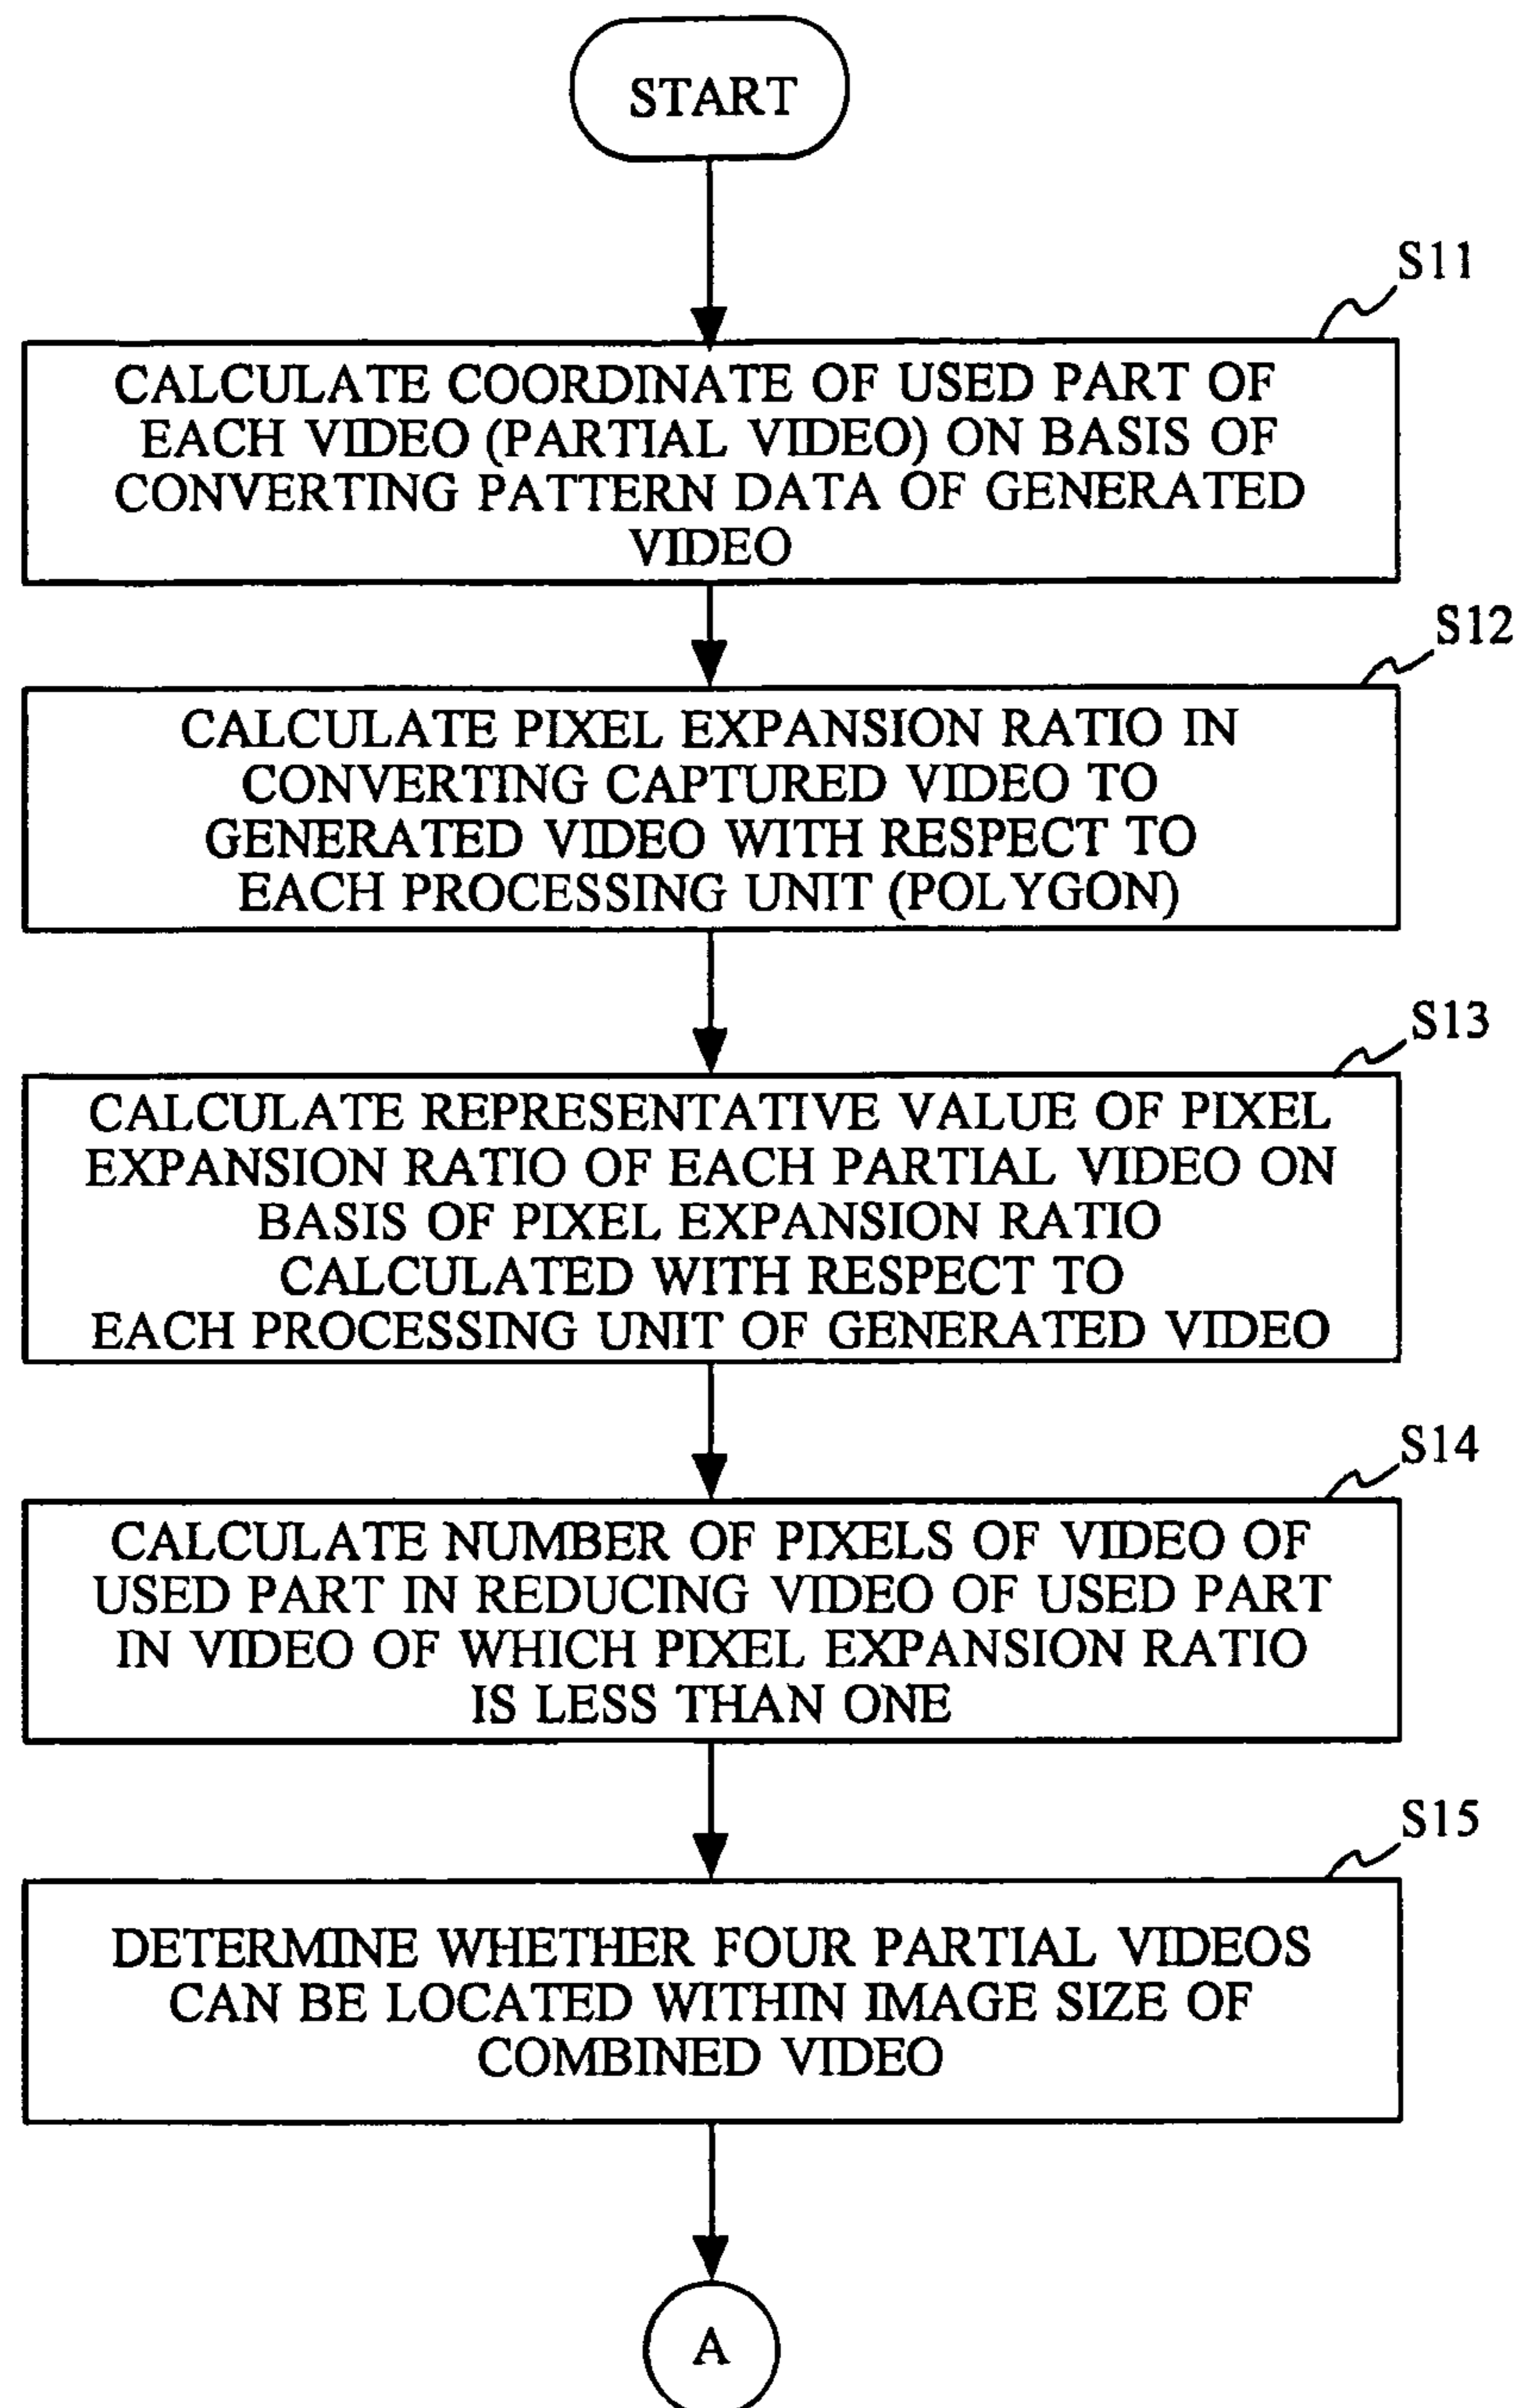 START
S11
CALCULATE COORDINATE OF USED PART OF
EACH VIDEO (PARTIAL VIDEO) ON BASIS OF
CONVERTING PATTERN DATA OF GENERATED
VIDEO
S12
CALCULATE PIXEL EXPANSION RATIO IN
CONVERTING CAPTURED VIDEO TO
GENERATED VIDEO WITH RESPECT TO
EACH PROCESSING UNIT (POLYGON)
S13
CALCULATE REPRESENTATIVE VALUE OF PIXEL
EXPANSION RATIO OF EACH PARTIAL VIDEO ON
BASIS OF PIXEL EXPANSION RATIO
CALCULATED WITH RESPECT TO
EACH PROCESSING UNIT OF GENERATED VIDEO
S14
CALCULATE NUMBER OF PIXELS OF VIDEO OF
USED PART IN REDUCING VIDEO OF USED PART
IN VIDEO OF WHICH PIXEL EXPANSION RATIO
IS LESS THAN ONE
S15
DETERMINE WHETHER FOUR PARTIAL VIDEOS
CAN BE LOCATED WITHIN IMAGE SIZE OF
COMBINED VIDEO
A